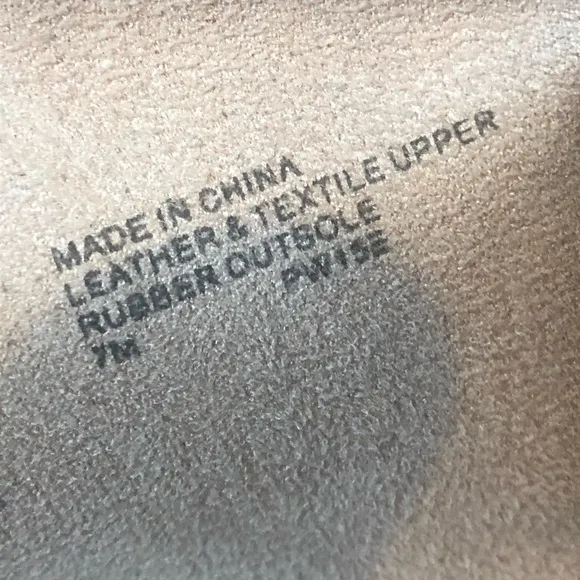 MADE IN CHINA
LEATHER & TEXTILE UPPER
RUBBER OUTSOLE
PW15E
7M